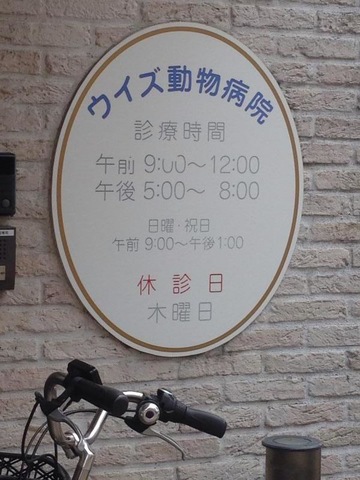 ウイズ動物病院
診療時間
午前 9:00〜12:00
午後 5:00〜 8:00
日曜・祝日
午前 9:00〜午後1:00
休診日
木曜日